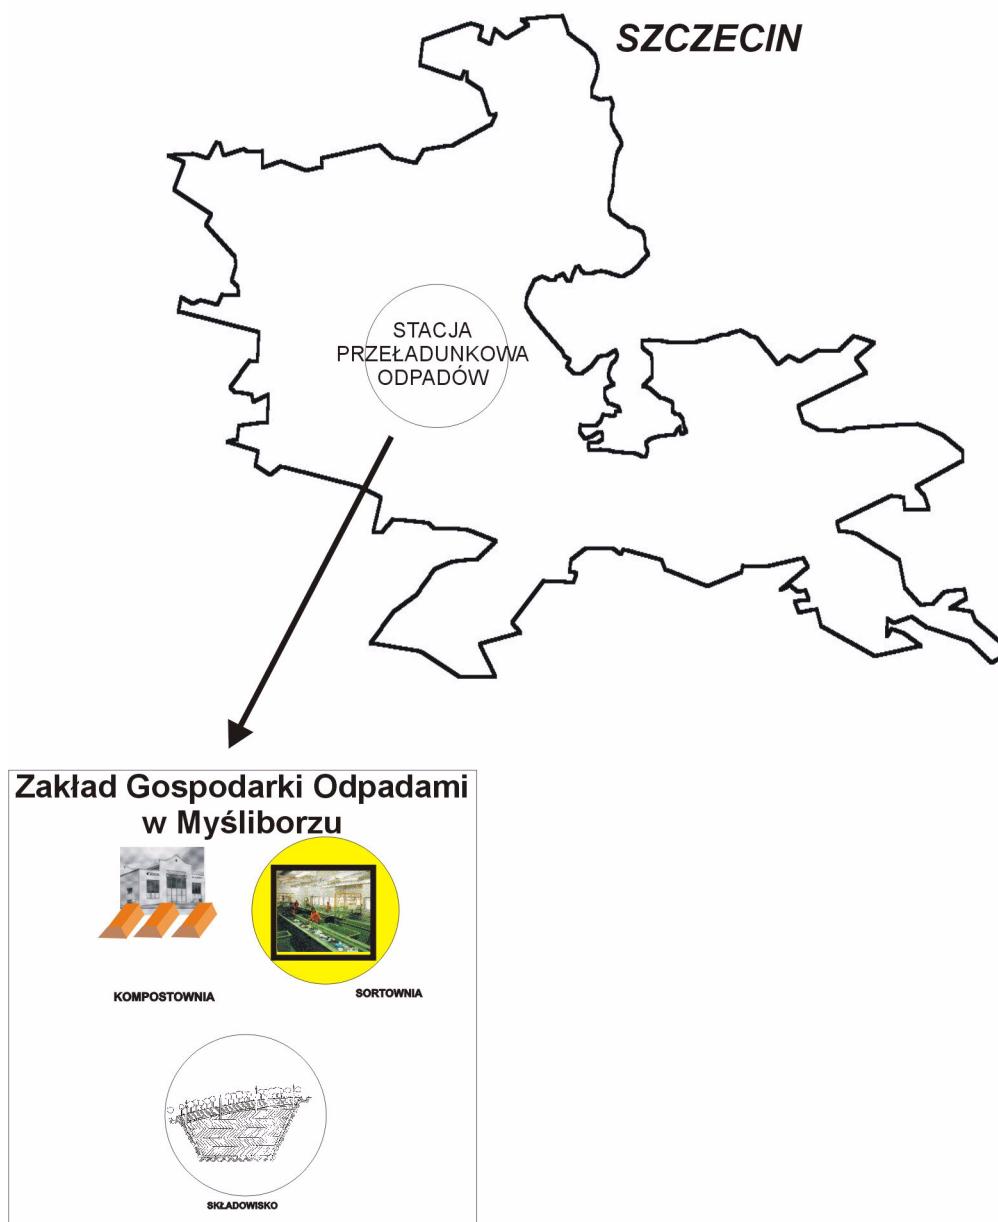 SZCZECIN
STACJA
PRZEŁADUNKOWA
ODPADÓW
Zakład Gospodarki Odpadami
w Myśliborzu
KOMPOSTOWNIA
SORTOWNIA
SKŁADOWISKO